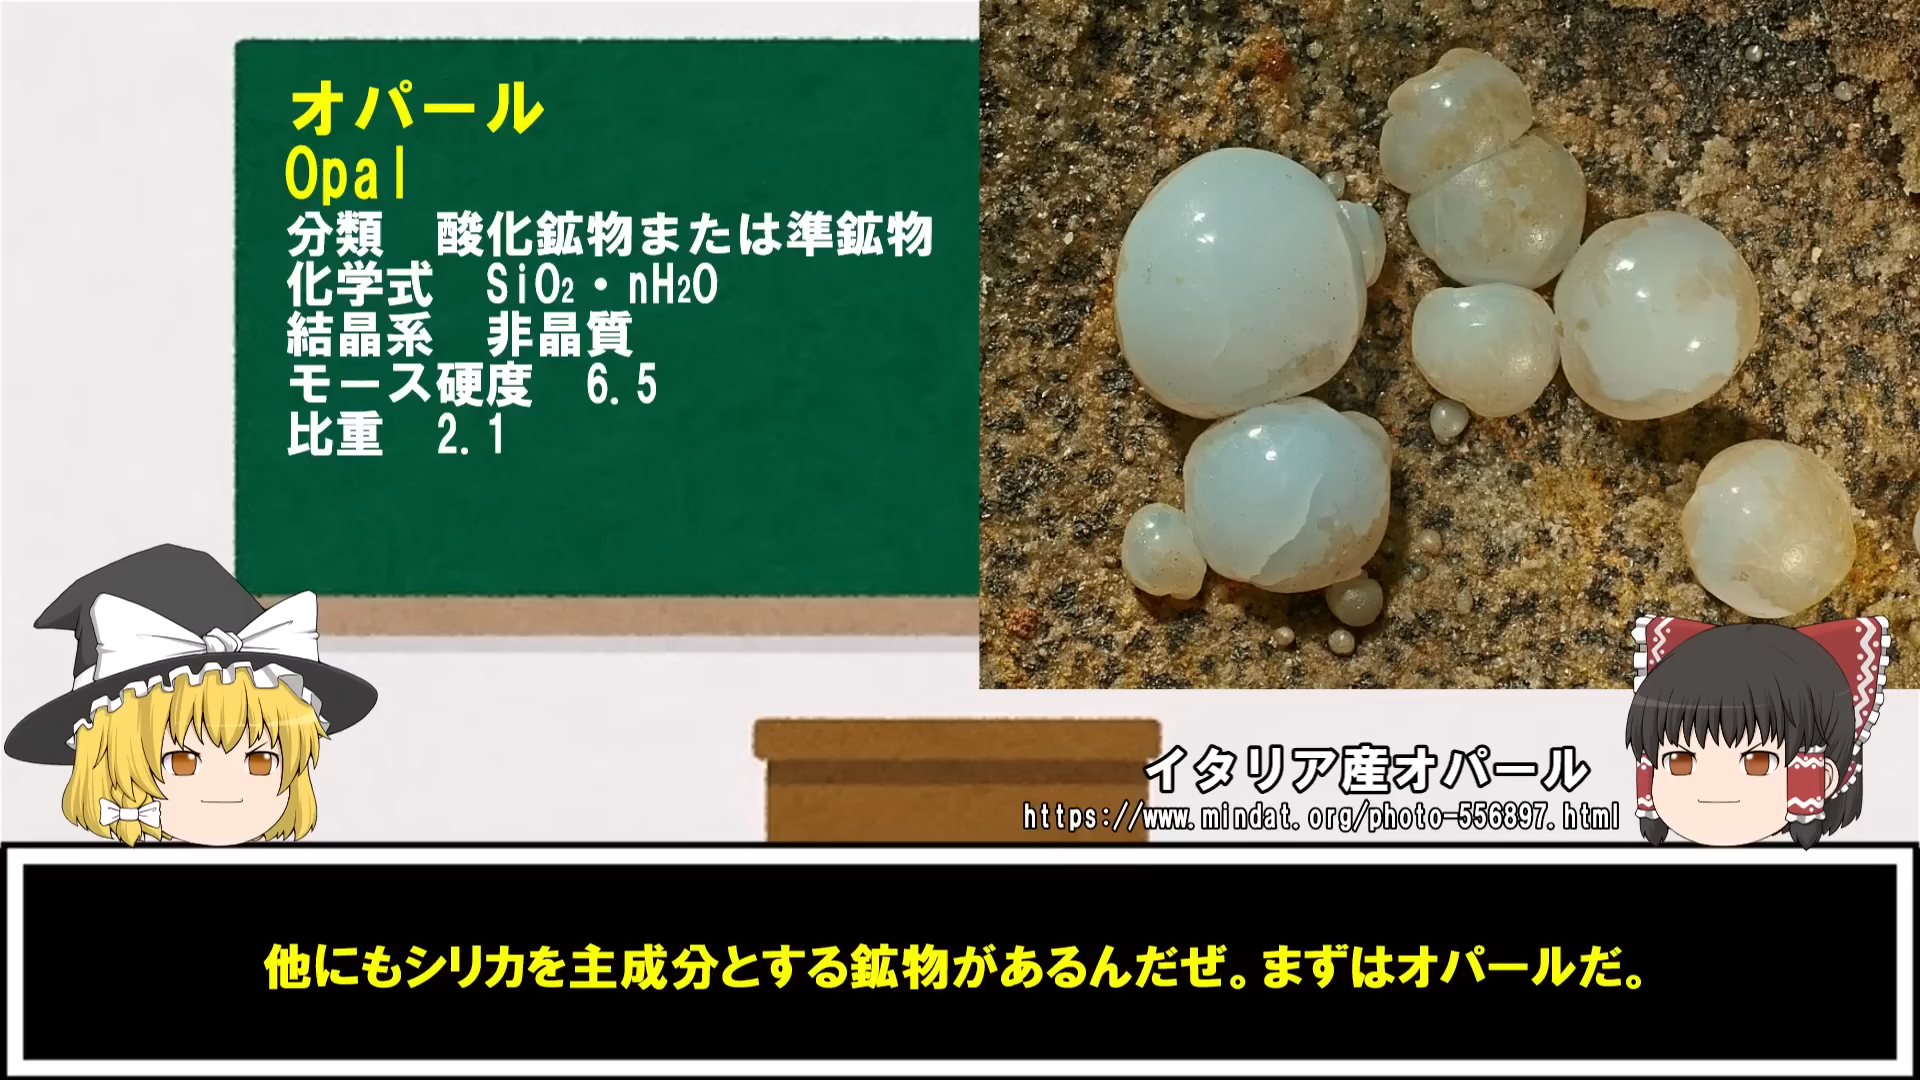 オパール
Opal
分類　酸化鉱物または準鉱物
化学式　SiO₂・nH₂O
結晶系　非晶質
モース硬度　6.5
比重　2.1
イタリア産オパール
https://www.mindat.org/photo-556897.html
他にもシリカを主成分とする鉱物があるんだぜ。まずはオパールだ。